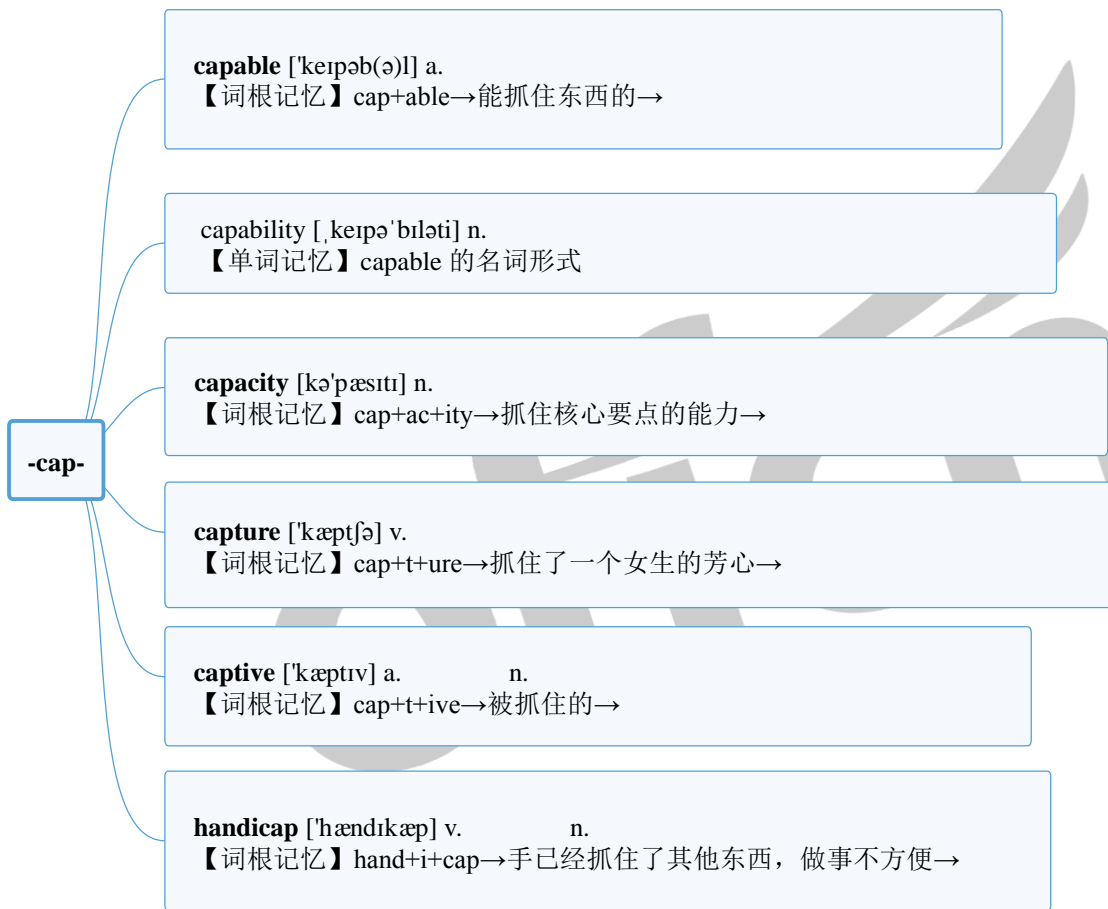 capable ['keɪpəb(ə)l] a.
【词根记忆】cap+able→能抓住东西的→
capability [ˌkeɪpəˈbɪləti] n.
【单词记忆】capable 的名词形式
capacity [kə'pæsɪtɪ] n.
【词根记忆】cap+ac+ity→抓住核心要点的能力→
-cap-
capture ['kæptʃə] v.
【词根记忆】cap+t+ure→抓住了一个女生的芳心→
captive ['kæptɪv] a. n.
【词根记忆】cap+t+ive→被抓住的→
handicap ['hændɪkæp] v. n.
【词根记忆】hand+i+cap→手已经抓住了其他东西，做事不方便→